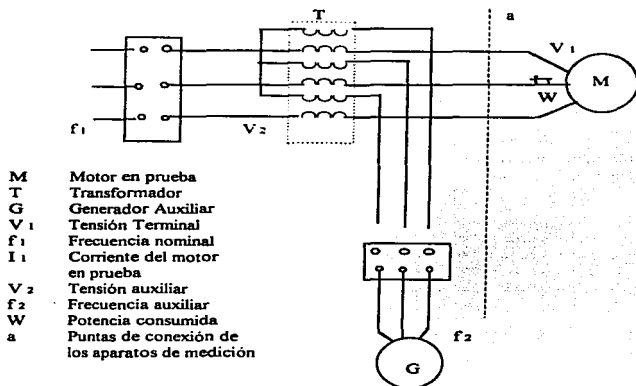 T
a
V1
M
W
f1
V2
M Motor en prueba
T Transformador
G Generador Auxiliar
V1 Tensión Terminal
f1 Frecuencia nominal
I1 Corriente del motor
en prueba
V2 Tensión auxiliar
f2 Frecuencia auxiliar
W Potencia consumida
a Puntas de conexión de
los aparatos de medición
f2
G